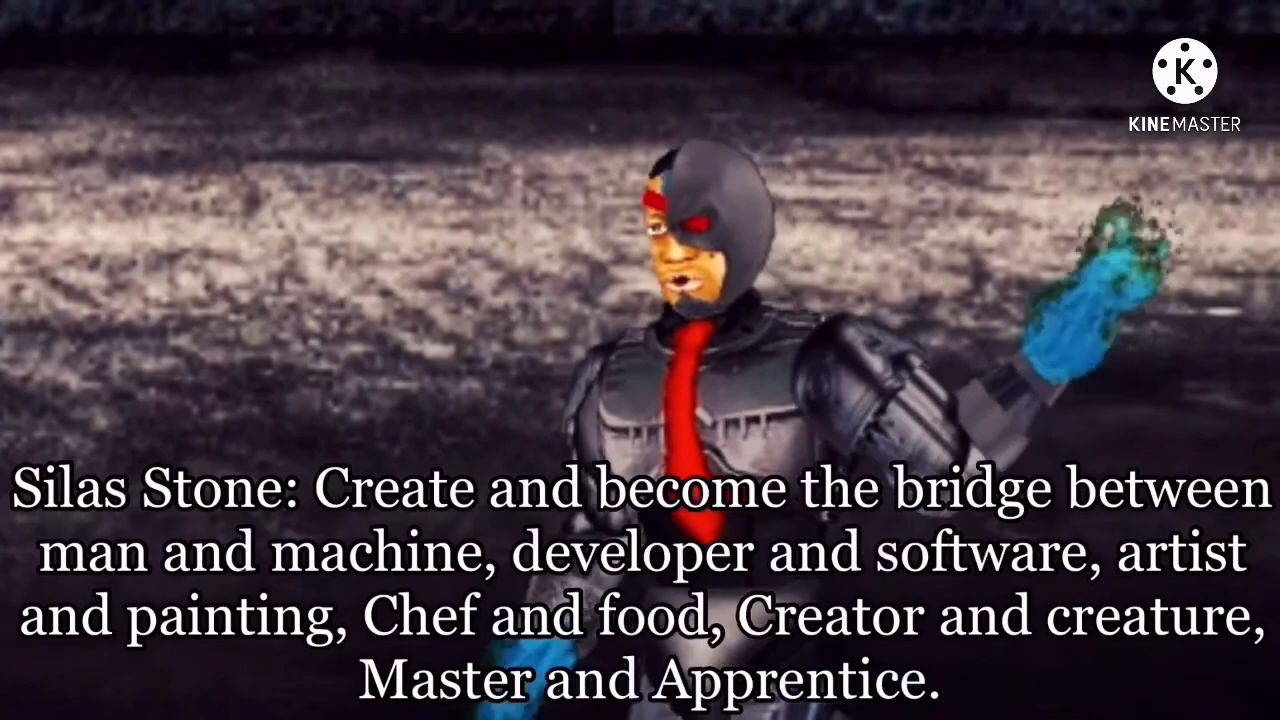 K
KINEMASTER
Silas Stone: Create and become the bridge between
man and machine, developer and software, artist
and painting, Chef and food, Creator and creature,
Master and Apprentice.